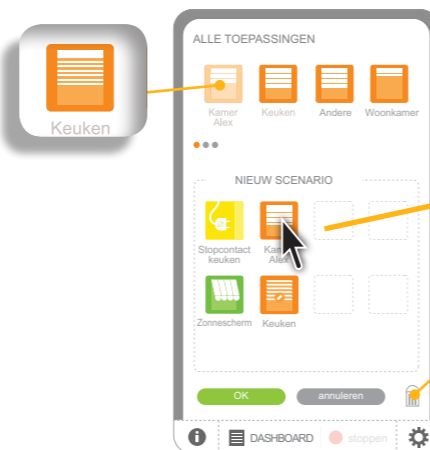 Keuken
ALLE TOEPASSINGEN
Kamer Keuken Andere Woonkamer
Alex
NIEUW SCENARIO
Stopcontact Kamer
keuken Alex
Zonnescherm Keuken
OK annuleren
DASHBOARD stoppen